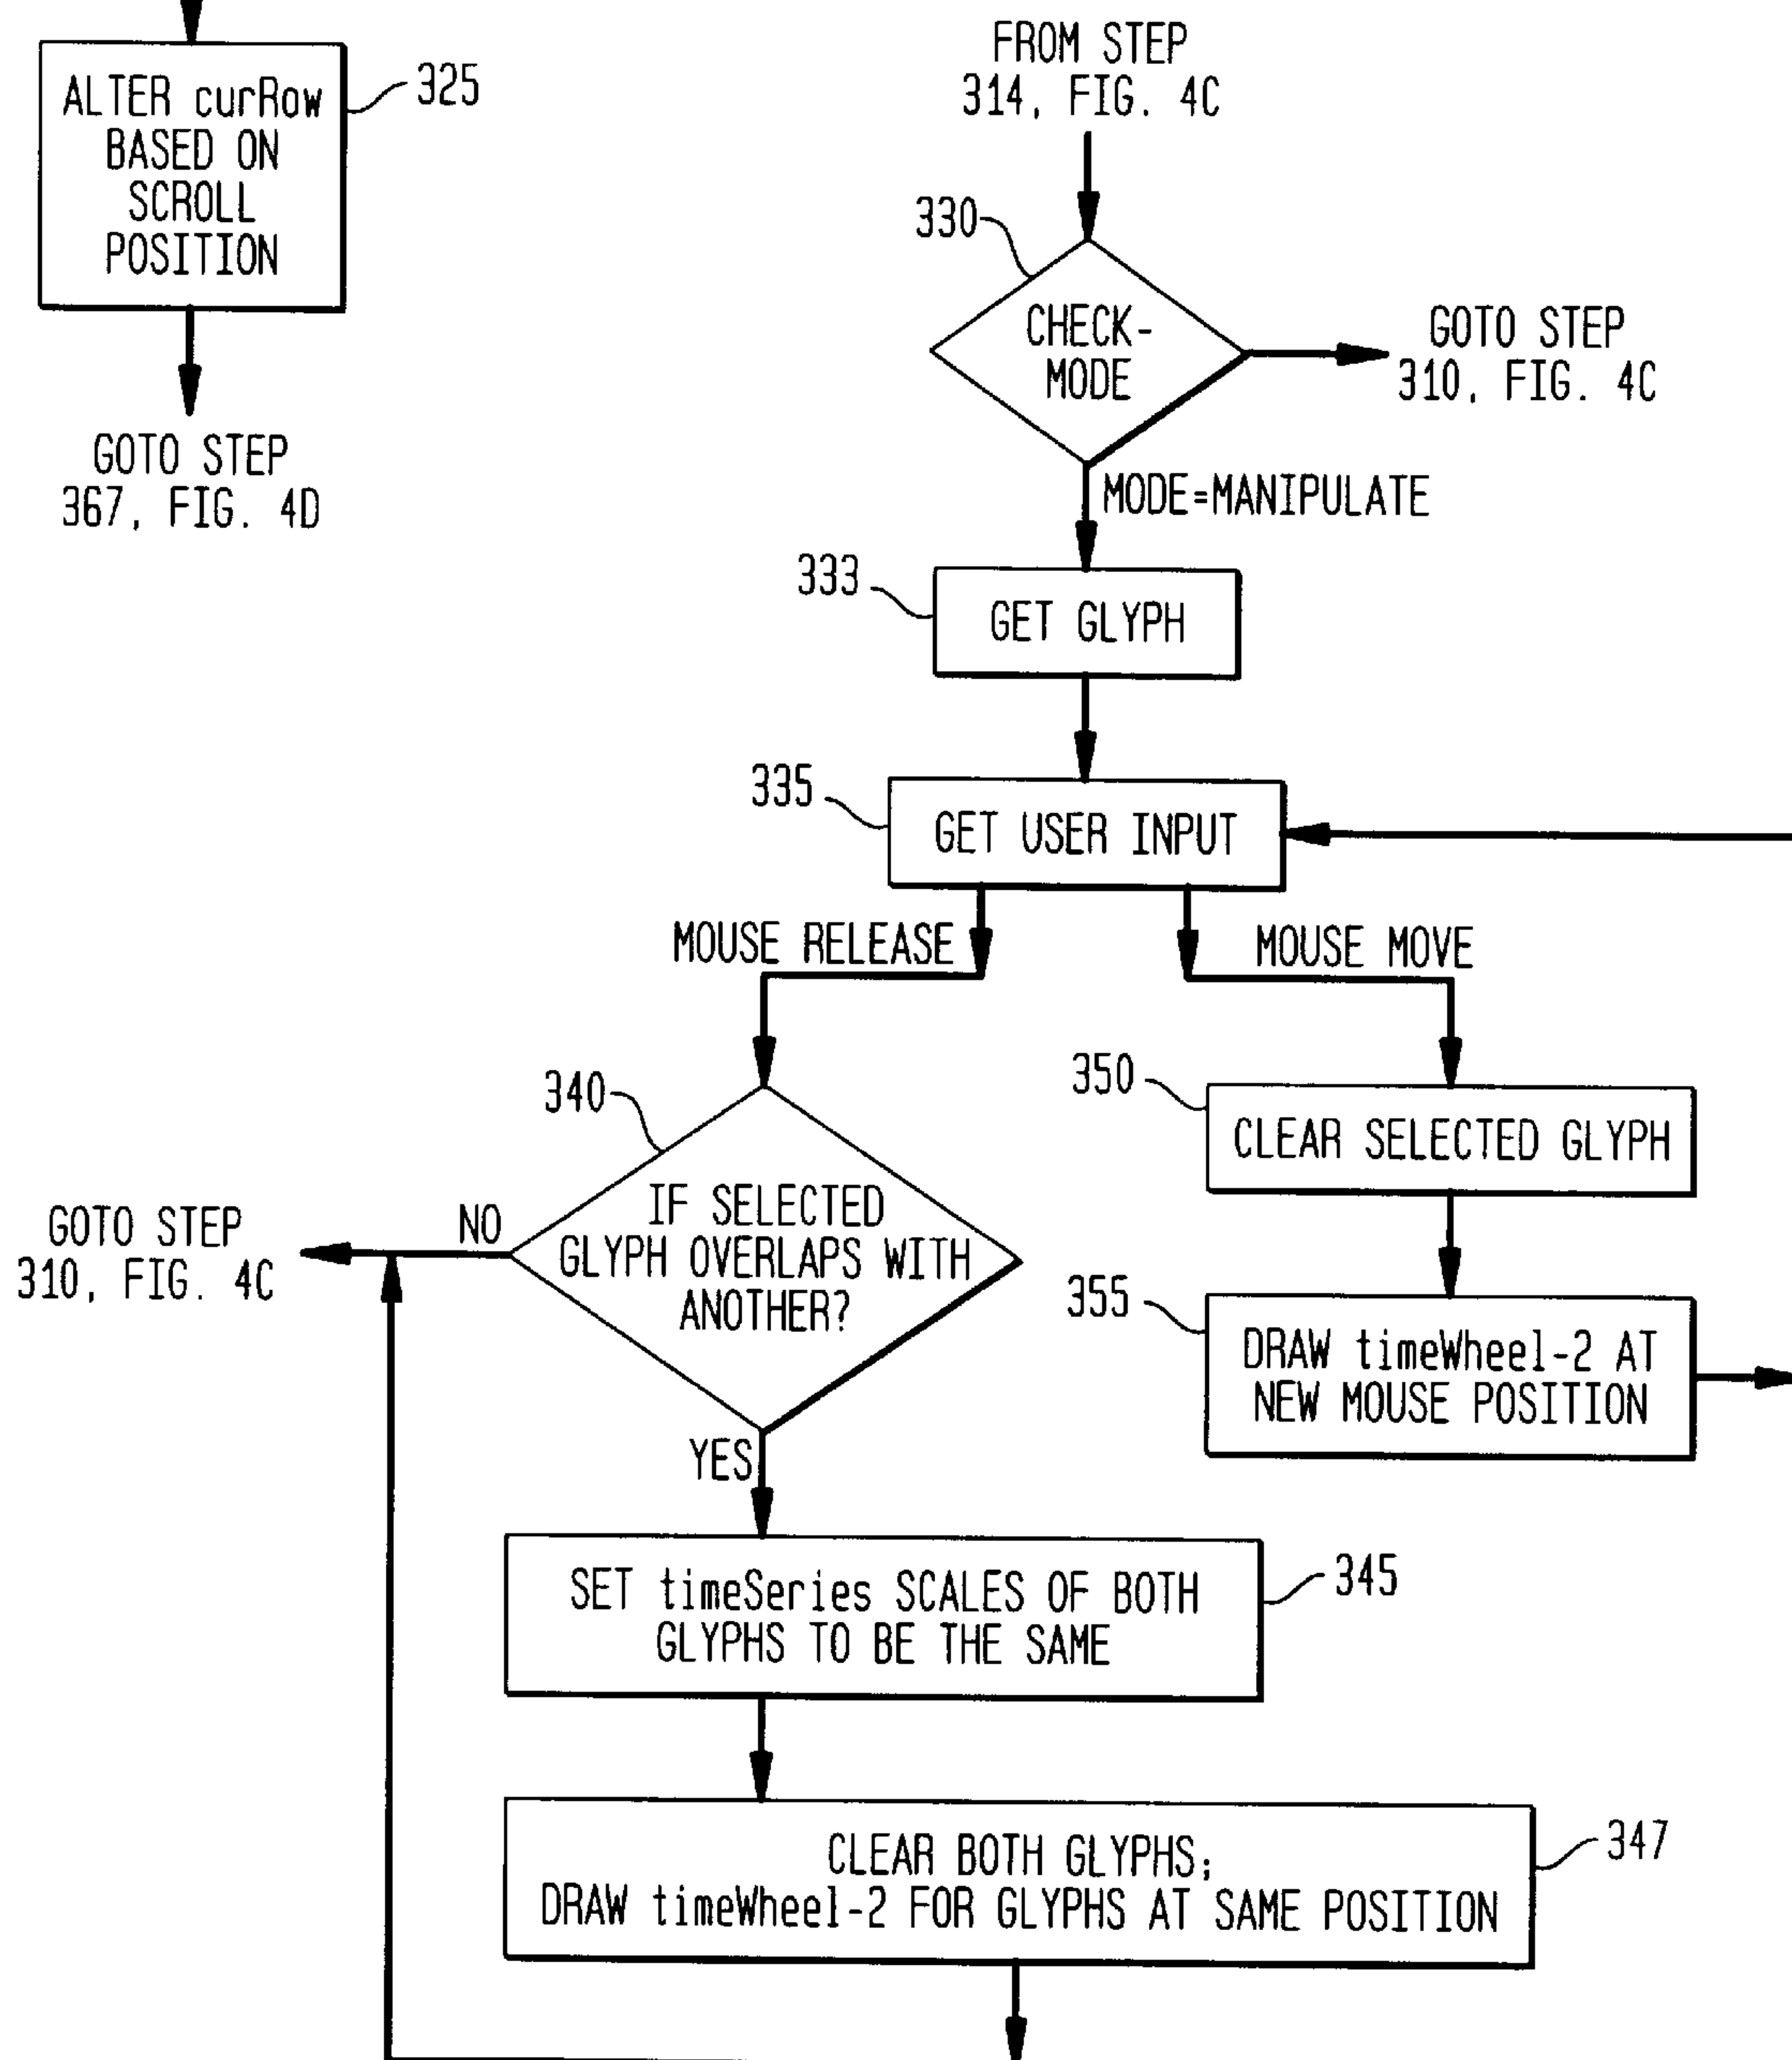 ALTER curRow
BASED ON
SCROLL
POSITION
325
GOTO STEP
367, FIG. 4D
FROM STEP
314, FIG. 4C
330
CHECK-
MODE
GOTO STEP
310, FIG. 4C
MODE=MANIPULATE
333
GET GLYPH
335
GET USER INPUT
MOUSE RELEASE
MOUSE MOVE
340
IF SELECTED
GLYPH OVERLAPS WITH
ANOTHER?
NO
GOTO STEP
310, FIG. 4C
350
CLEAR SELECTED GLYPH
355
DRAW timeWheel-2 AT
NEW MOUSE POSITION
YES
SET timeSeries SCALES OF BOTH
GLYPHS TO BE THE SAME
345
CLEAR BOTH GLYPHS;
DRAW timeWheel-2 FOR GLYPHS AT SAME POSITION
347